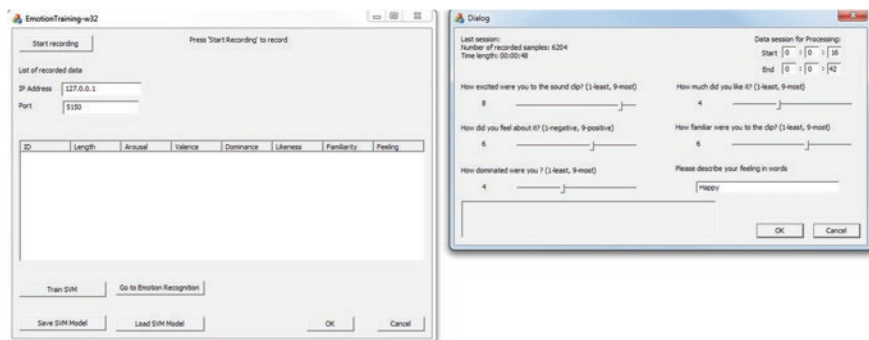 EmotionTraining-w32
Start recording
Press 'Start Recording' to record
List of recorded data
IP Address 127.0.0.1
Port 5150
ID Length Arousal Valence Dominance Likeness Familiarity Feeling
Train SVM Go to Emotion Recognition
Save SVM Model Load SVM Model OK Cancel
Dialog
Last session:
Number of recorded samples: 6204
Time length: 00:00:48
Data session for Processing:
Start 0 : 0 : 16
End 0 : 0 : 42
How excited were you to the sound clip? (1-least, 9-most)
8
How much did you like it? (1-least, 9-most)
4
How did you feel about it? (1-negative, 9-positive)
6
How familiar were you to the clip? (1-least, 9-most)
6
How dominated were you ? (1-least, 9-most)
4
Please describe your feeling in words
Happy
OK Cancel